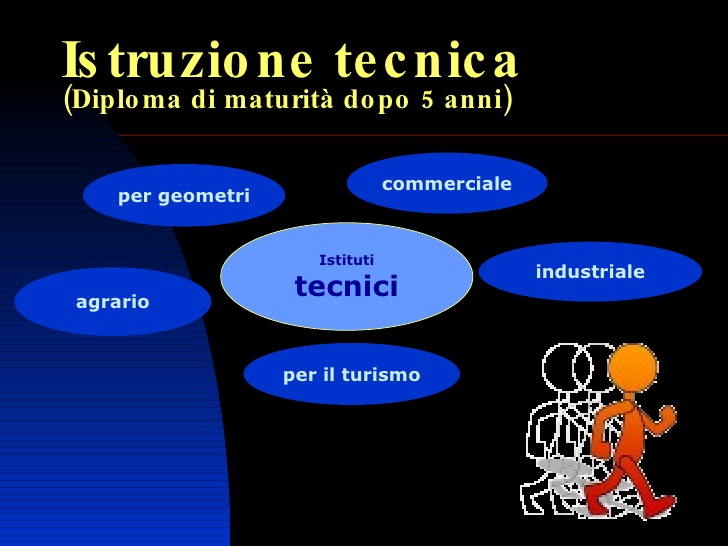 Istruzione tecnica
(Diploma di maturità dopo 5 anni)
commerciale
per geometri
Istituti
tecnici
industriale
agrario
per il turismo